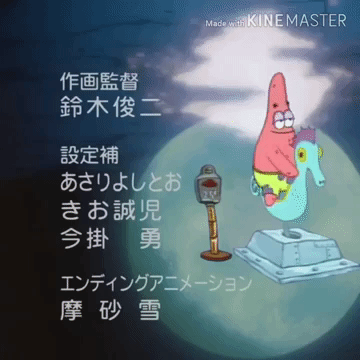 Made with KINEMASTER
作画監督
鈴木俊二
設定補
あさりよしとお
きお誠児
今掛　勇
エンディングアニメーション
摩砂雪